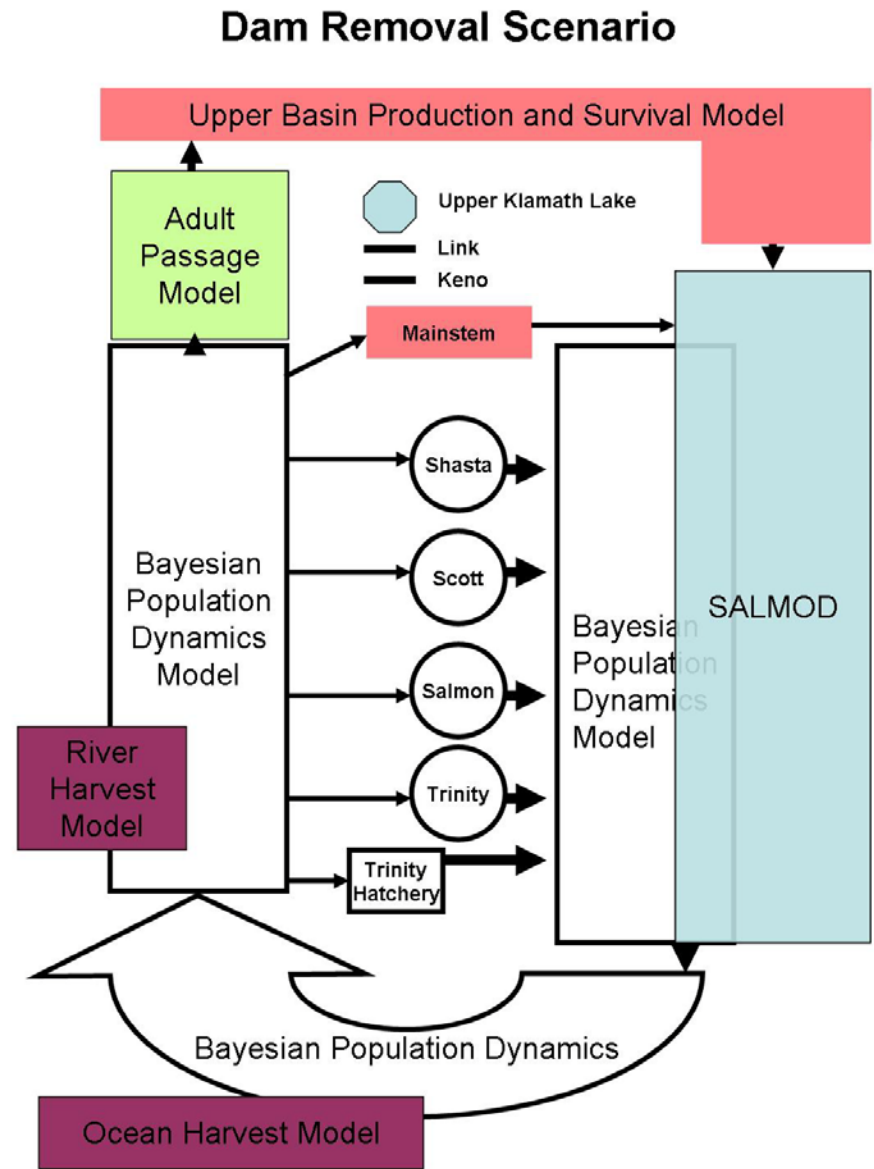 Dam Removal Scenario
Upper Basin Production and Survival Model
Adult
Passage
Model
Upper Klamath Lake
Link
Keno
Mainstem
Shasta
Scott
Salmon
Trinity
Trinity
Hatchery
Bayesian
Population
Dynamics
Model
River
Harvest
Model
Bayesian
Population
Dynamics
Model
SALMOD
Bayesian Population Dynamics
Ocean Harvest Model